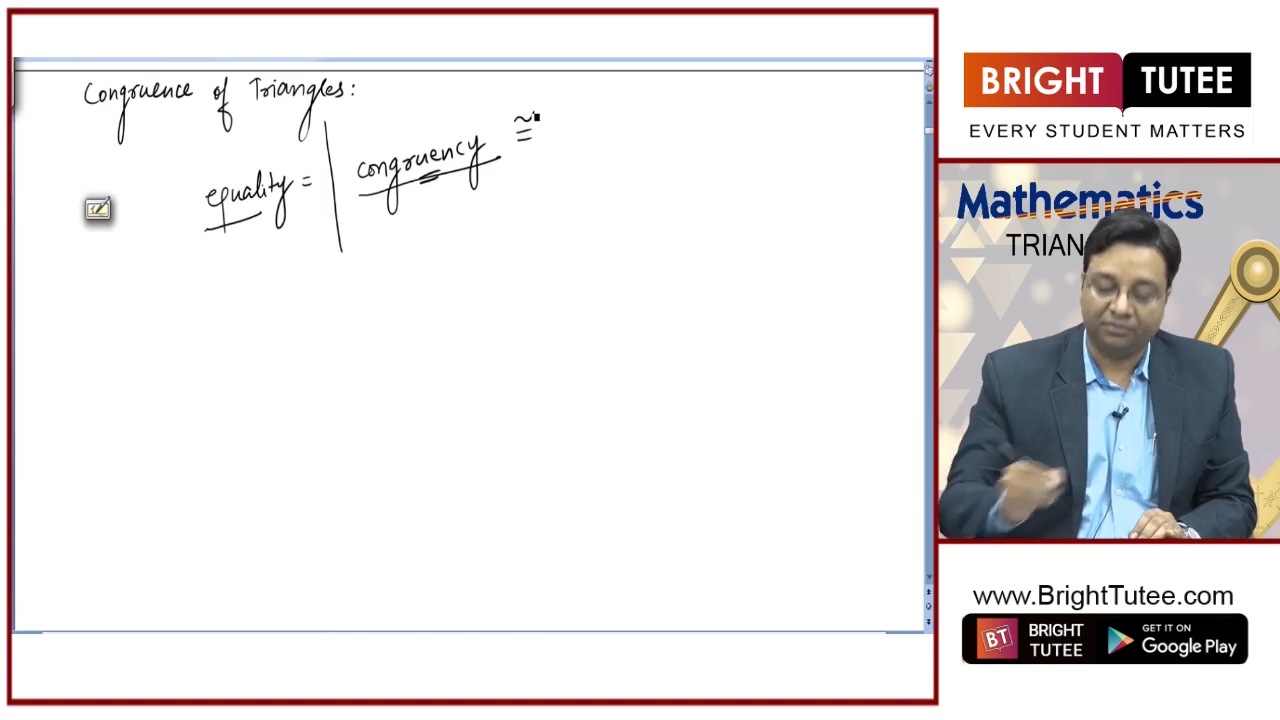 Congruence of Triangles:
equality =
congruency ≅
BRIGHT TUTEE
EVERY STUDENT MATTERS
Mathematics
TRIAN
www.BrightTutee.com
BT
BRIGHT
TUTEE
GET IT ON
Google Play